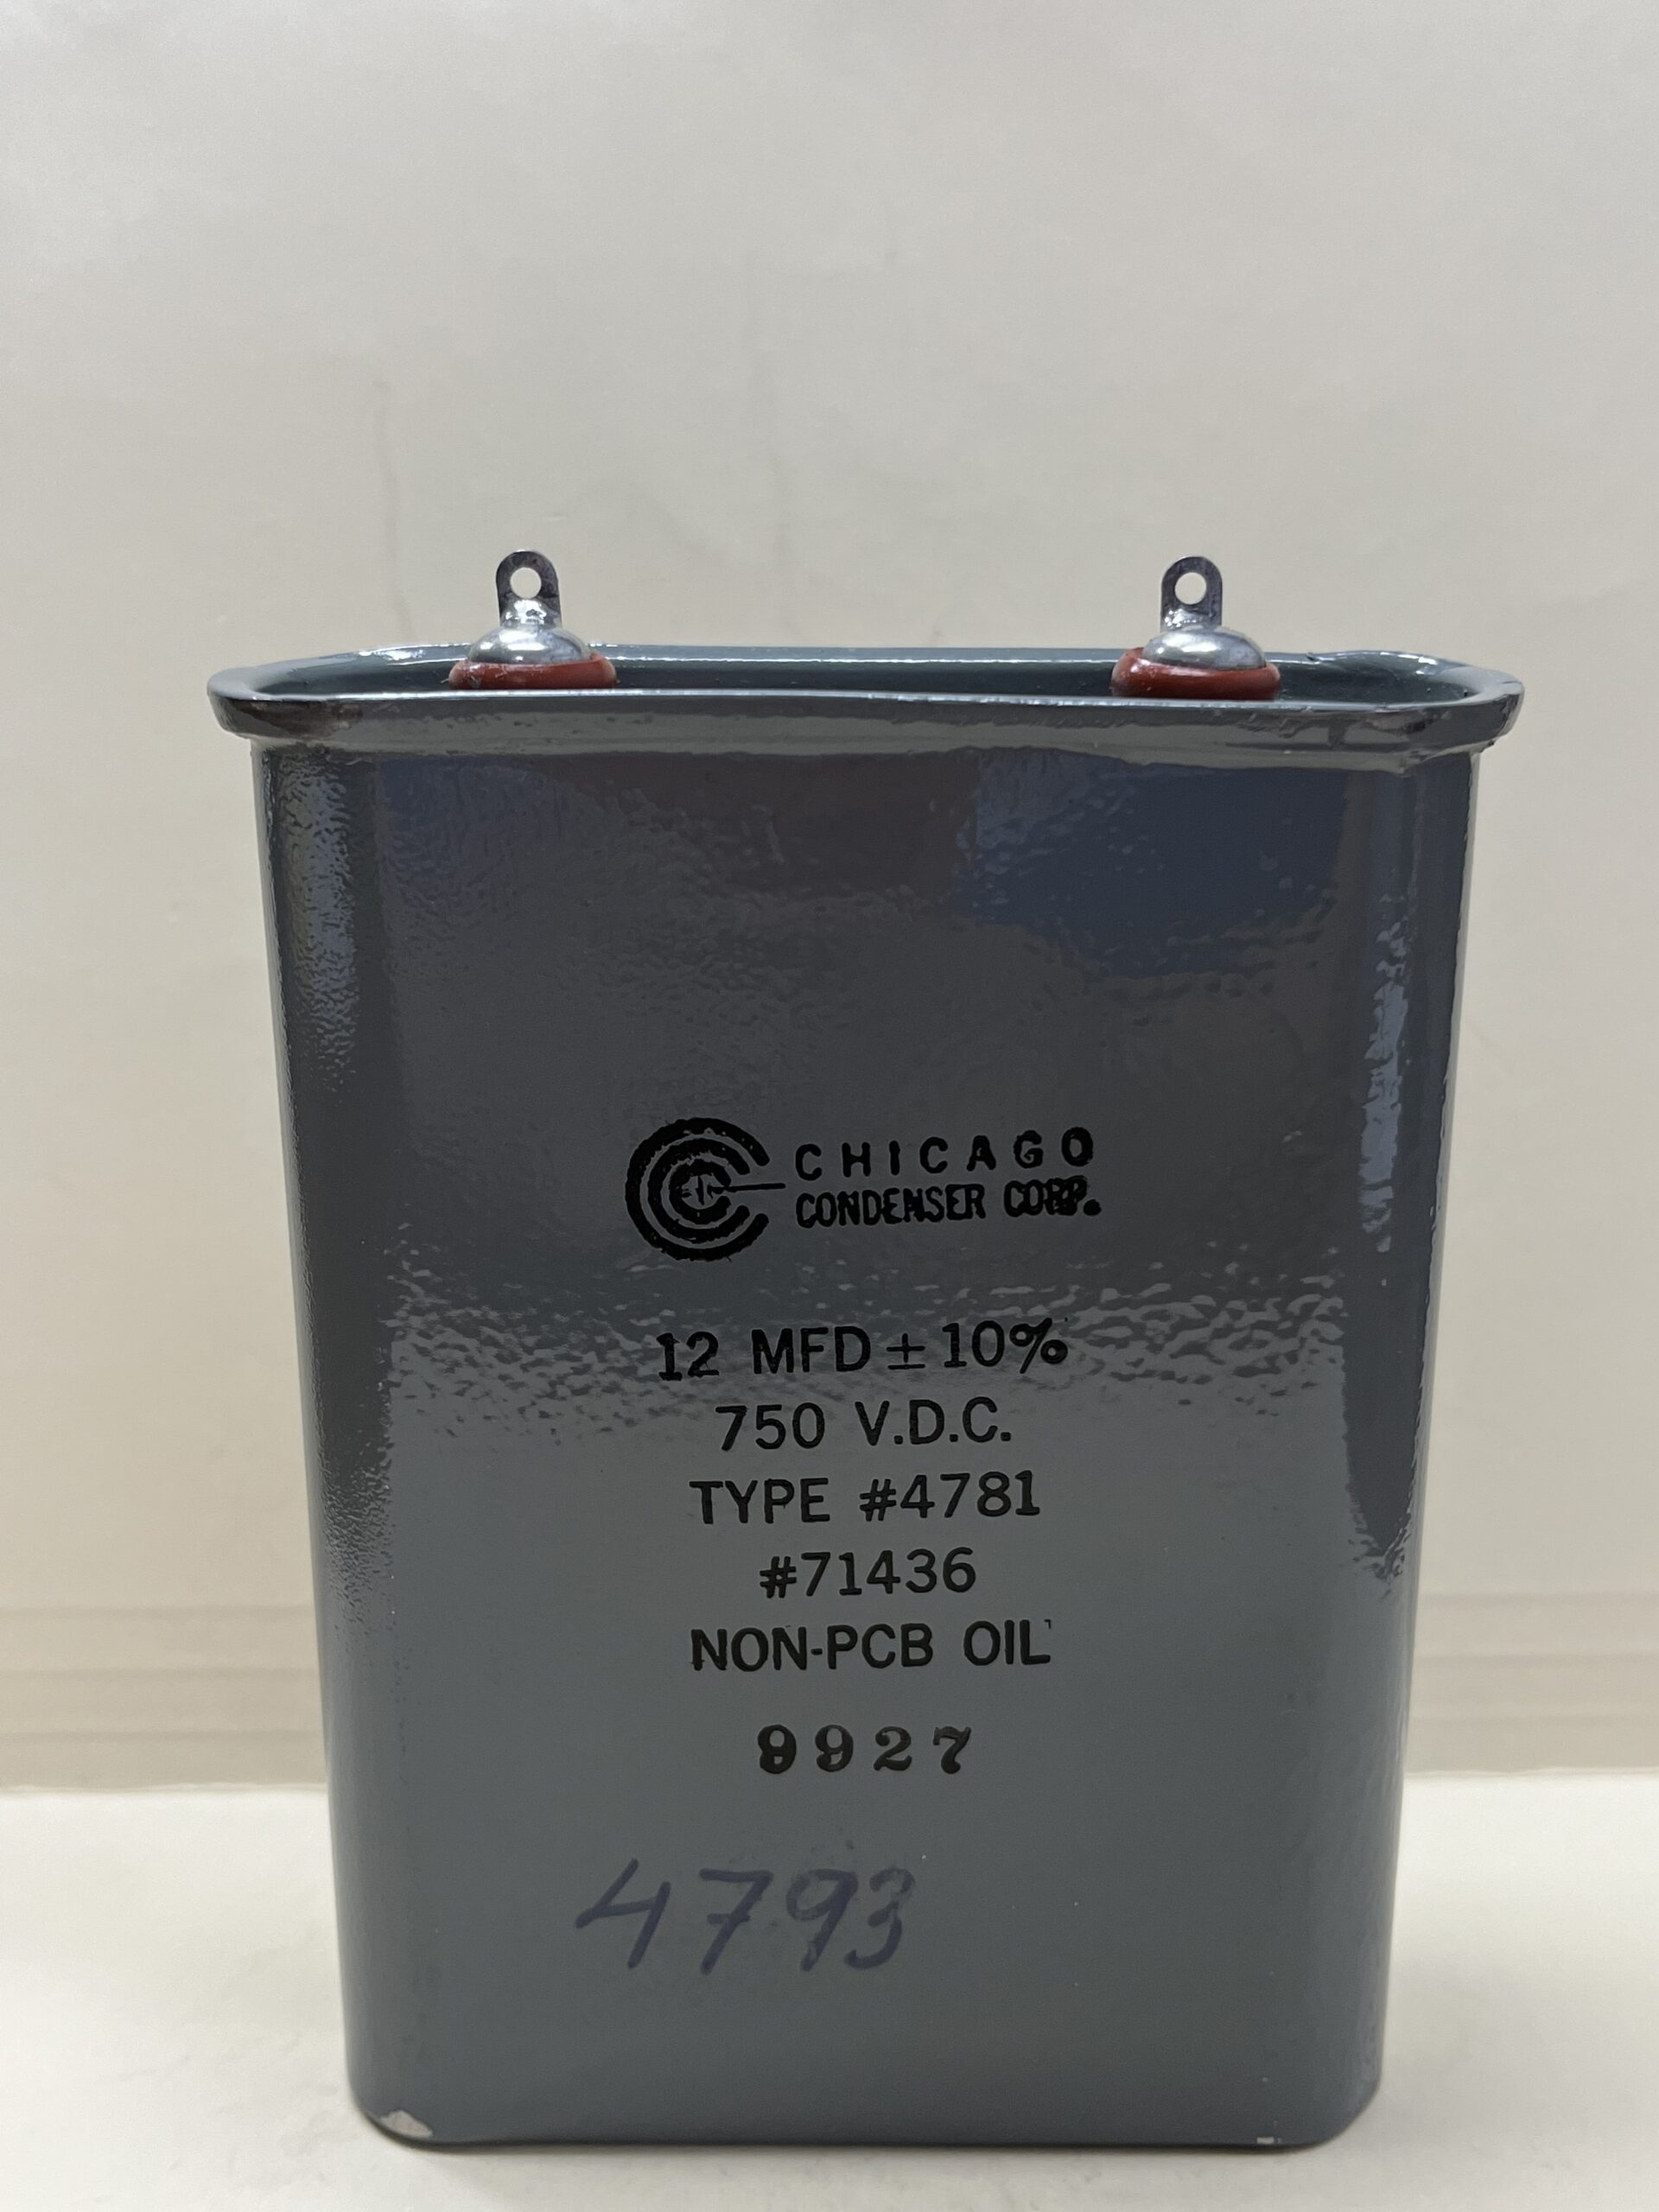 CHICAGO
CONDENSER CORP.
12 MFD ± 10%
750 V.D.C.
TYPE #4781
#71436
NON-PCB OIL
9927
4793